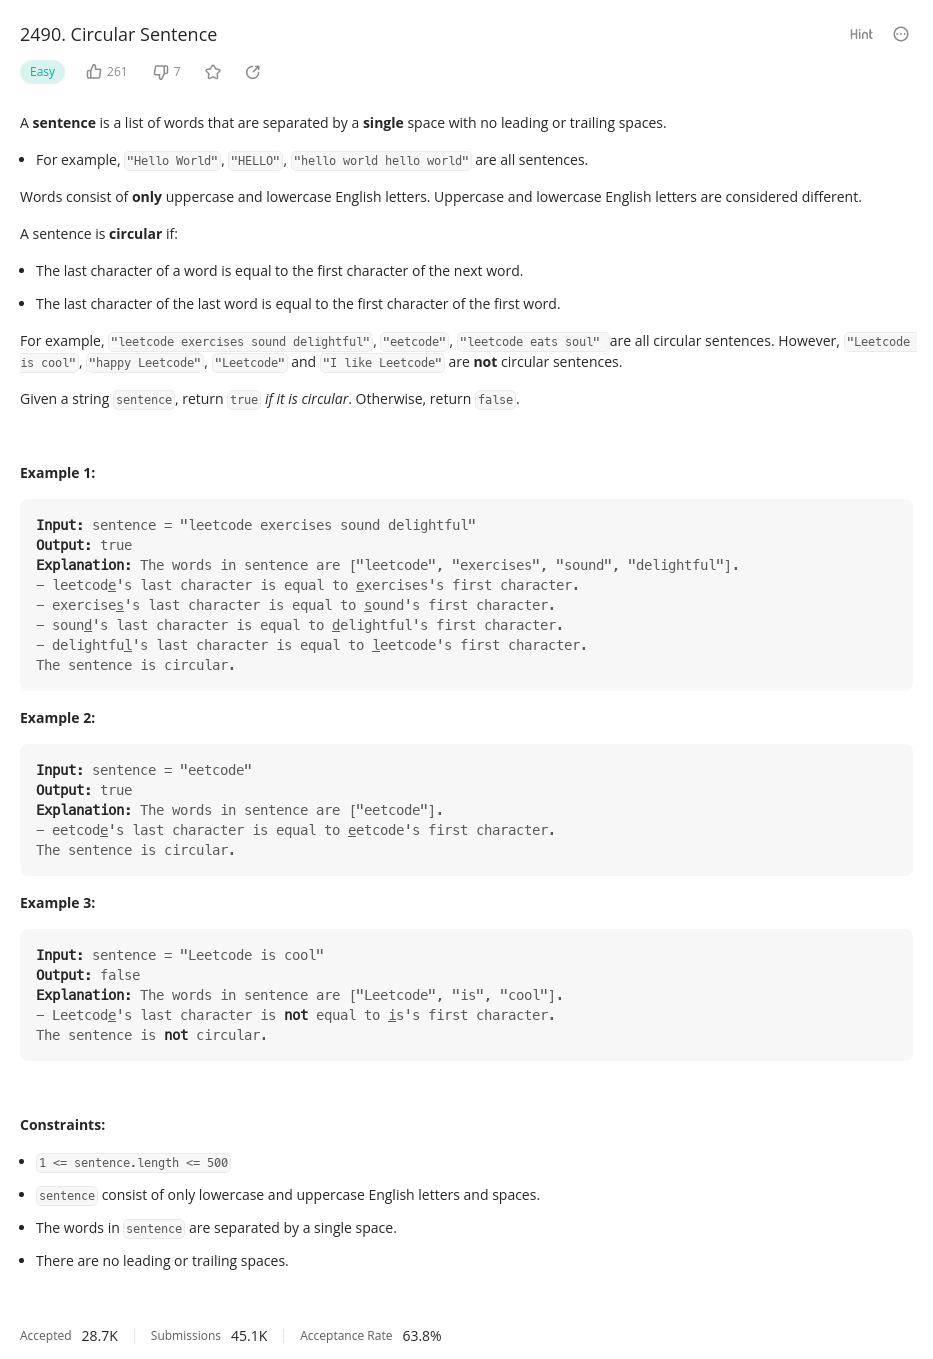 2490. Circular Sentence
Hint
Easy
261
7
A sentence is a list of words that are separated by a single space with no leading or trailing spaces.
• For example, "Hello World", "HELLO", "hello world hello world" are all sentences.
Words consist of only uppercase and lowercase English letters. Uppercase and lowercase English letters are considered different.
A sentence is circular if:
• The last character of a word is equal to the first character of the next word.
• The last character of the last word is equal to the first character of the first word.
For example, "leetcode exercises sound delightful", "eetcode", "leetcode eats soul" are all circular sentences. However, "Leetcode
is cool", "happy Leetcode", "Leetcode" and "I like Leetcode" are not circular sentences.
Given a string sentence, return true if it is circular. Otherwise, return false.
Example 1:
Input: sentence = "leetcode exercises sound delightful"
Output: true
Explanation: The words in sentence are ["leetcode", "exercises", "sound", "delightful"].
- leetcode's last character is equal to exercises's first character.
- exercises's last character is equal to sound's first character.
- sound's last character is equal to delightful's first character.
- delightful's last character is equal to leetcode's first character.
The sentence is circular.
Example 2:
Input: sentence = "eetcode"
Output: true
Explanation: The words in sentence are ["eetcode"].
- eetcode's last character is equal to eetcode's first character.
The sentence is circular.
Example 3:
Input: sentence = "Leetcode is cool"
Output: false
Explanation: The words in sentence are ["Leetcode", "is", "cool"].
- Leetcode's last character is not equal to is's first character.
The sentence is not circular.
Constraints:
• 1 <= sentence.length <= 500
• sentence consist of only lowercase and uppercase English letters and spaces.
• The words in sentence are separated by a single space.
• There are no leading or trailing spaces.
Accepted 28.7K Submissions 45.1K Acceptance Rate 63.8%